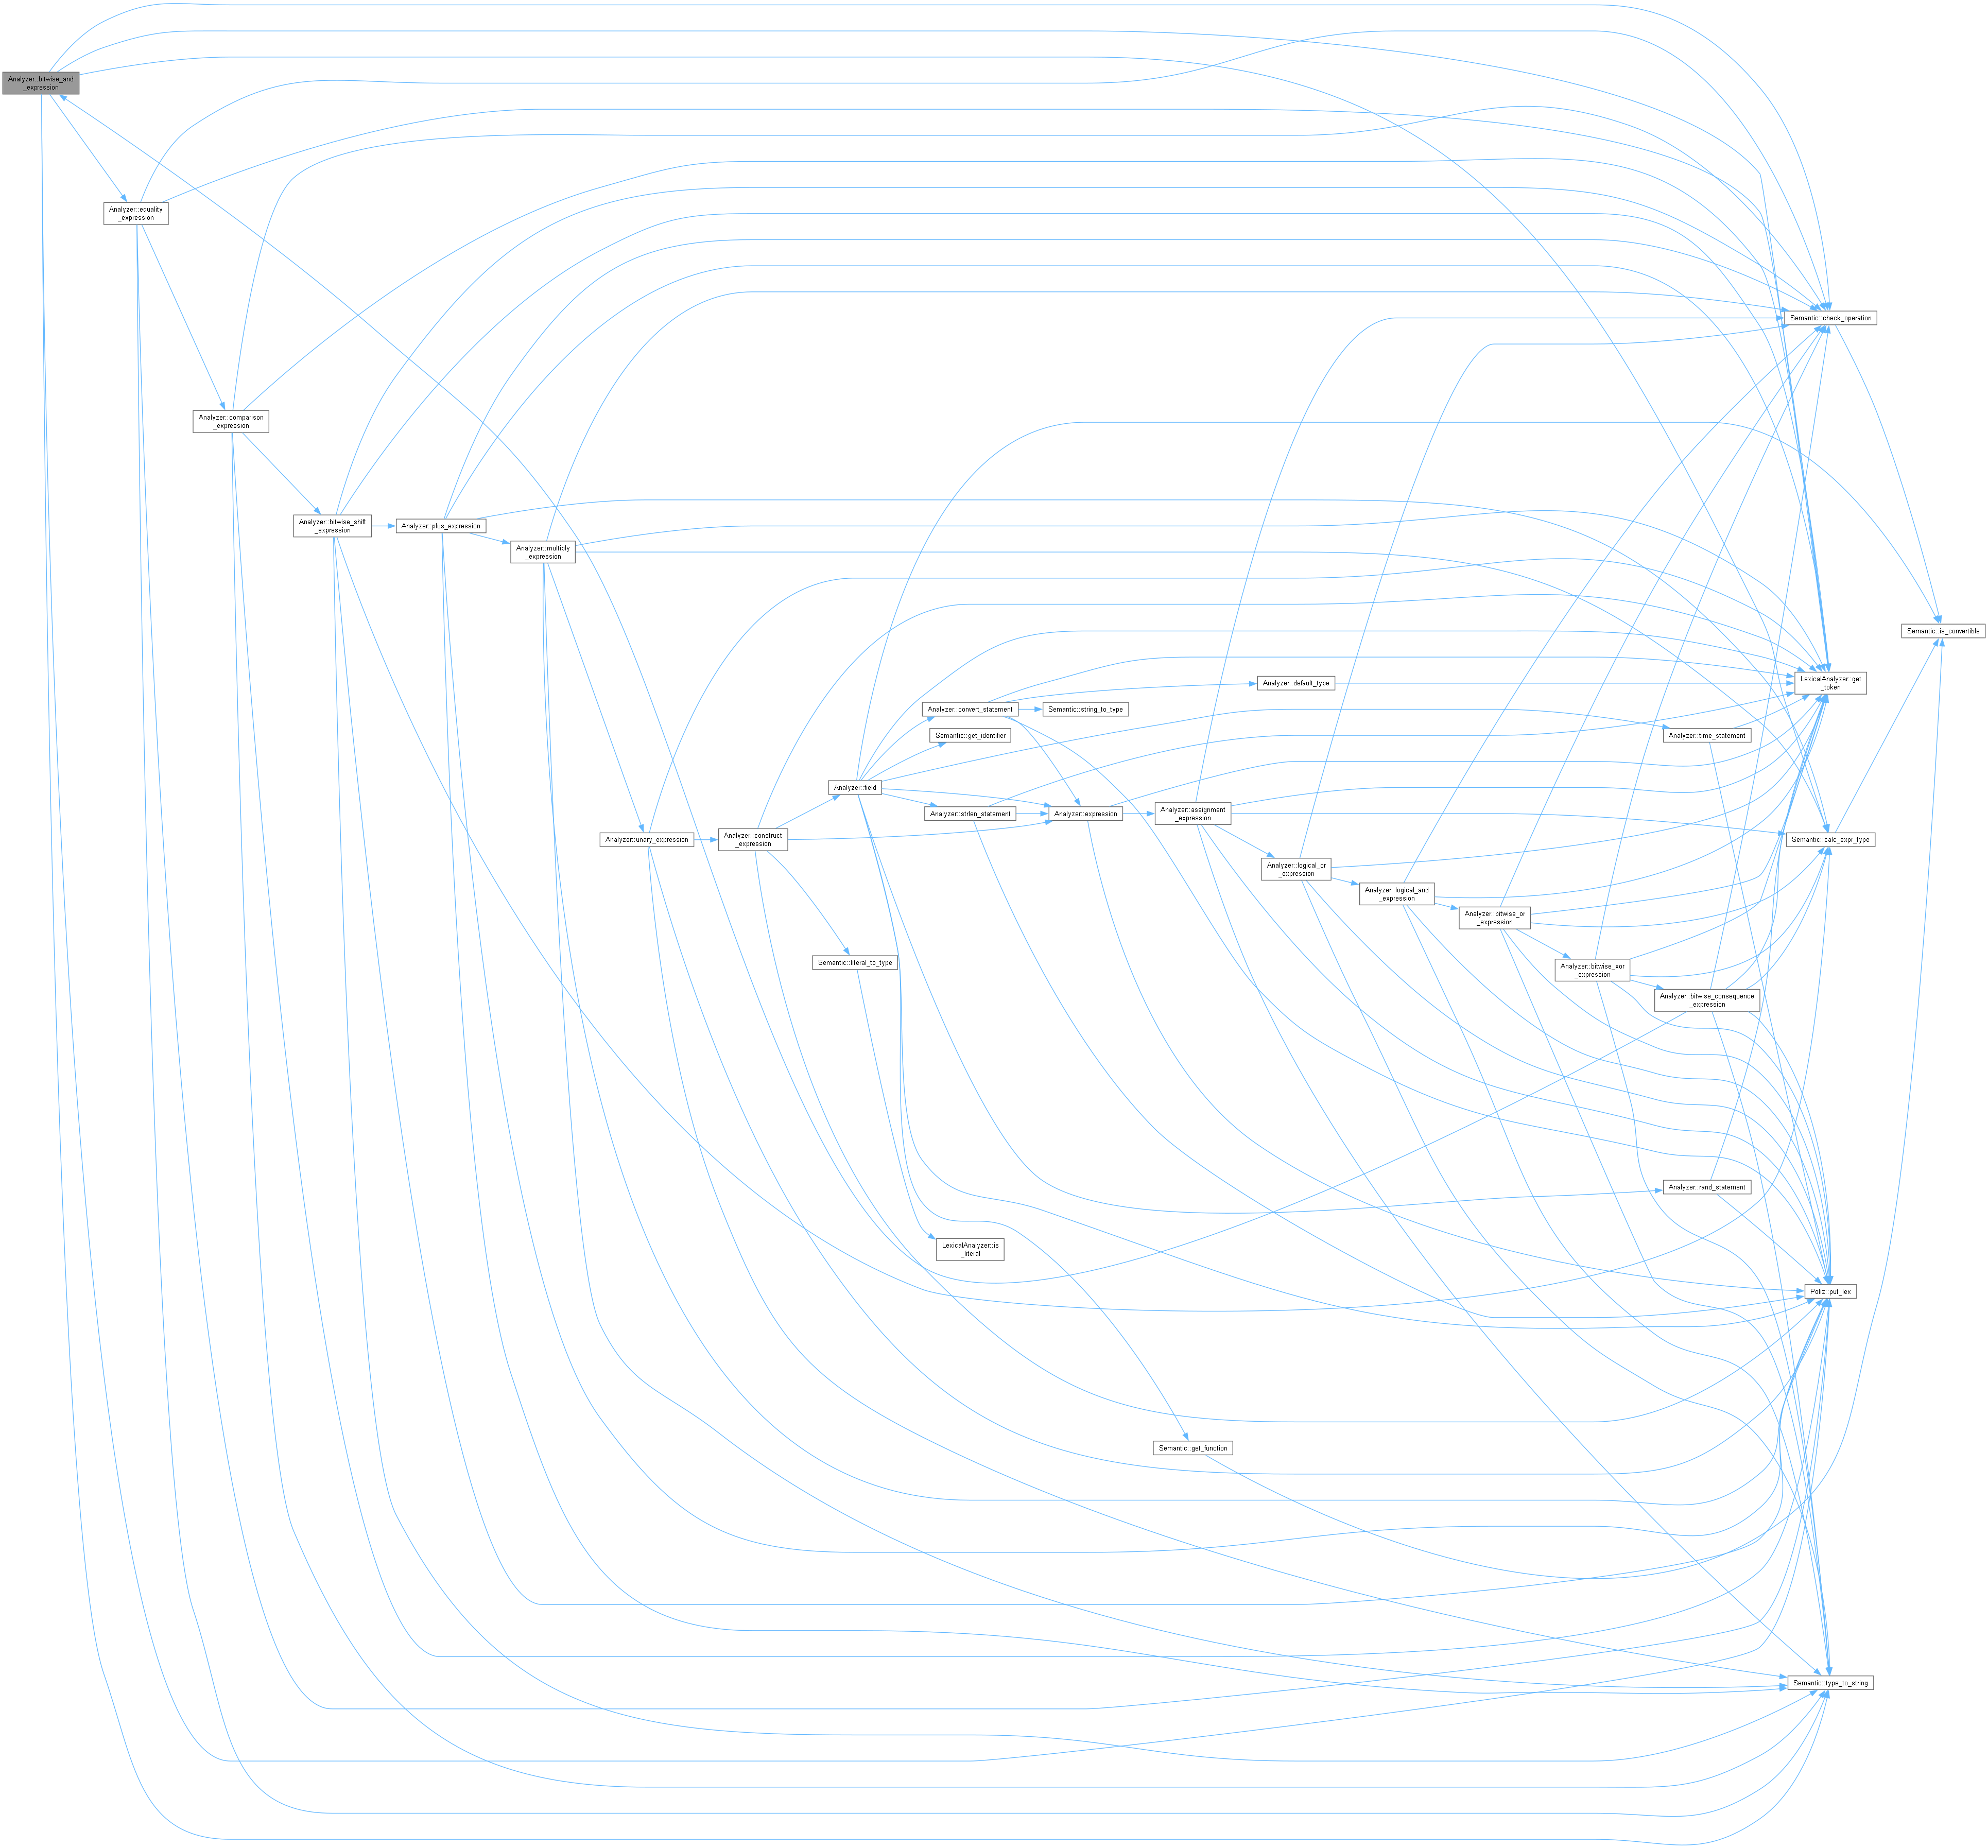 Analyzer::bitwise_and
_expression
Analyzer::equality
_expression
Semantic::check_operation
Analyzer::comparison
_expression
Analyzer::bitwise_shift
_expression
Analyzer::plus_expression
Analyzer::multiply
_expression
Semantic::is_convertible
LexicalAnalyzer::get
_token
Analyzer::default_type
Analyzer::convert_statement
Semantic::string_to_type
Semantic::get_identifier
Analyzer::time_statement
Analyzer::field
Analyzer::strlen_statement
Analyzer::expression
Analyzer::assignment
_expression
Analyzer::unary_expression
Analyzer::construct
_expression
Semantic::calc_expr_type
Analyzer::logical_or
_expression
Analyzer::logical_and
_expression
Analyzer::bitwise_or
_expression
Semantic::literal_to_type
Analyzer::bitwise_xor
_expression
Analyzer::bitwise_consequence
_expression
Analyzer::rand_statement
LexicalAnalyzer::is
_literal
Poliz::put_lex
Semantic::get_function
Semantic::type_to_string